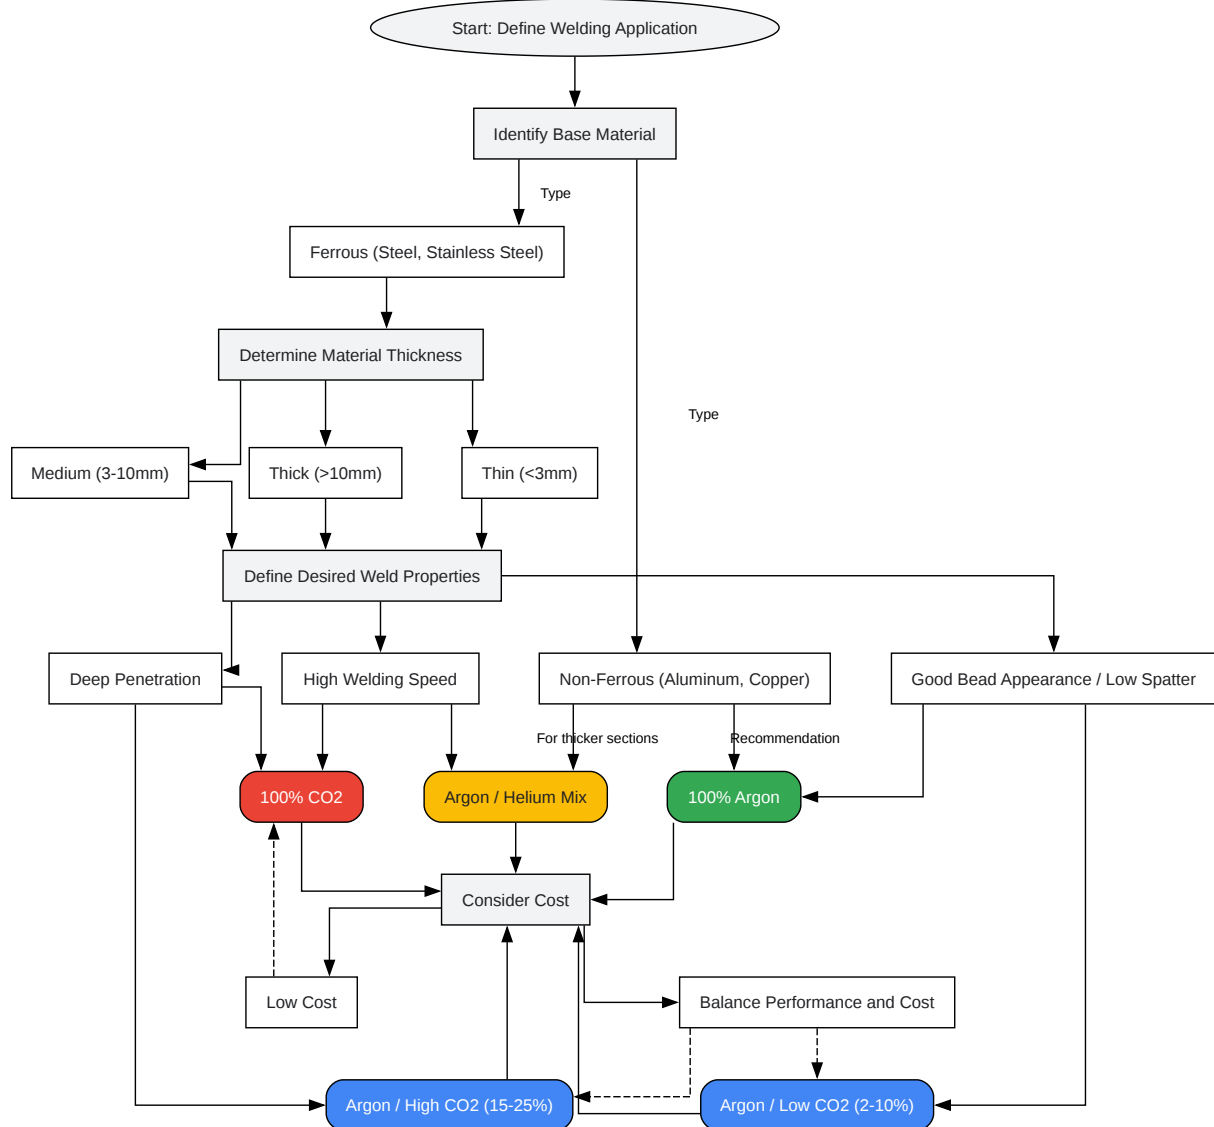 Start: Define Welding Application
Identify Base Material
Type
Ferrous (Steel, Stainless Steel)
Determine Material Thickness
Type
Medium (3-10mm)
Thick (>10mm)
Thin (<3mm)
Define Desired Weld Properties
Deep Penetration
High Welding Speed
Non-Ferrous (Aluminum, Copper)
Good Bead Appearance / Low Spatter
For thicker sections
Recommendation
100% CO2
Argon / Helium Mix
100% Argon
Consider Cost
Low Cost
Balance Performance and Cost
Argon / High CO2 (15-25%)
Argon / Low CO2 (2-10%)